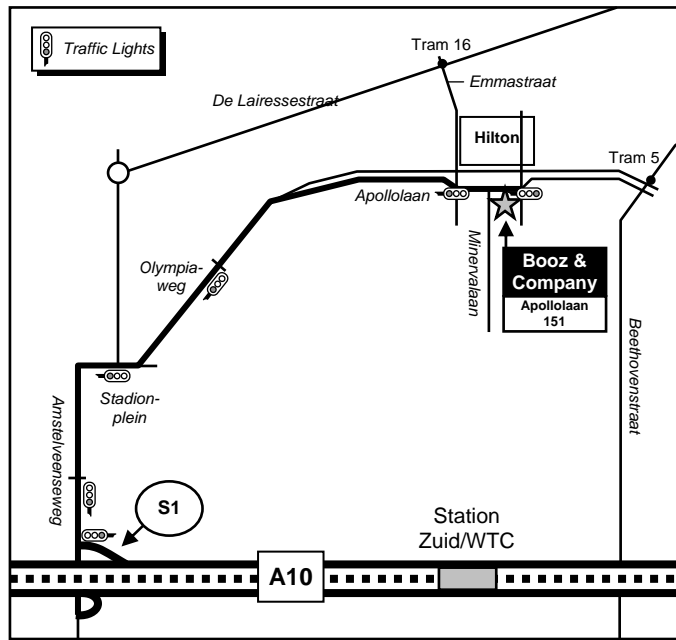 Traffic Lights
Tram 16
Emmastraat
De Lairessestraat
Hilton
Tram 5
Apollolaan
Minervalaan
Olympia-
weg
Booz &
Company
Apollolaan
151
Beethovenstraat
Stadion-
plein
Amstelveenseweg
S1
Station
Zuid/WTC
A10